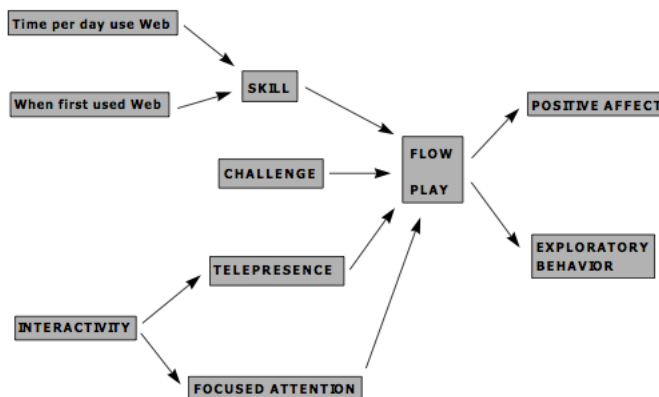 Time per day use Web
When first used Web
SKILL
CHALLENGE
TELEPRESENCE
INTERACTIVITY
FOCUSED ATTENTION
FLOW
PLAY
POSITIVE AFFECT
EXPLORATORY
BEHAVIOR